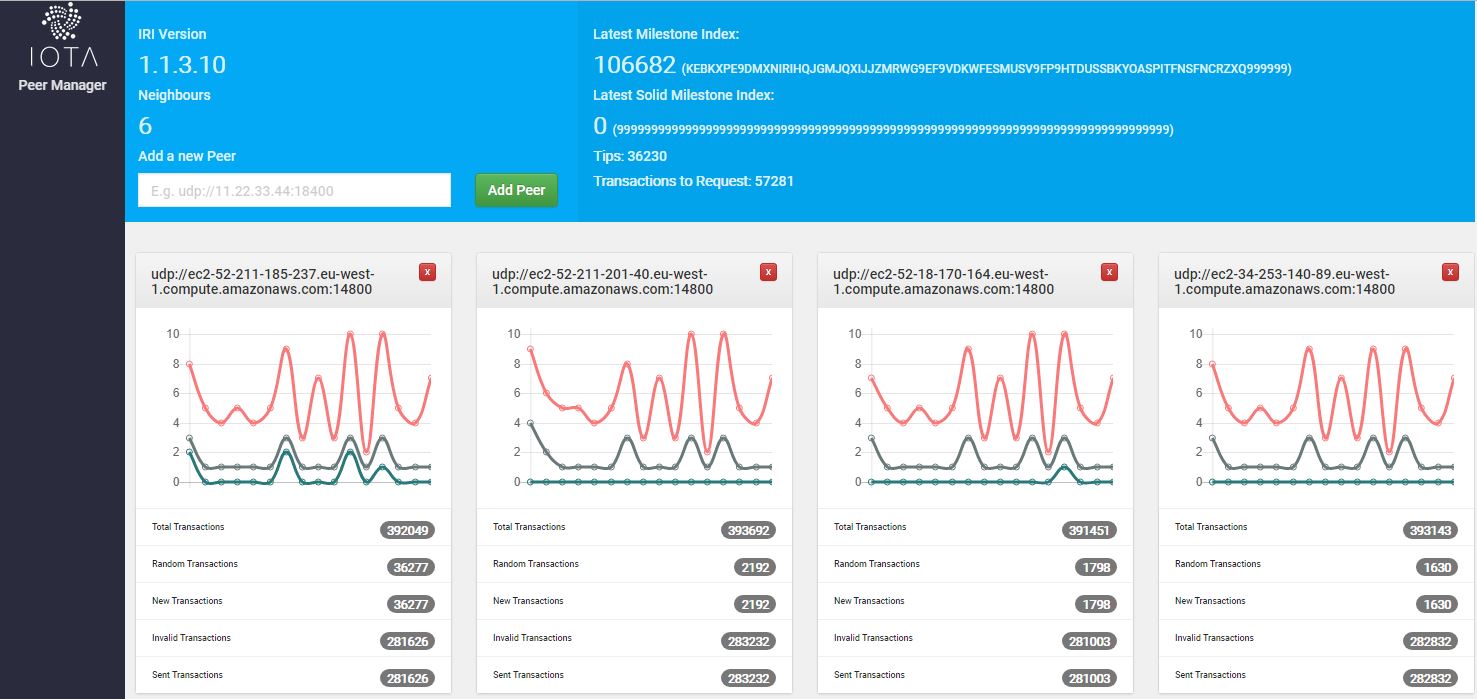 IOTA
Peer Manager
IRI Version
1.1.3.10
Neighbours
6
Add a new Peer
E.g. udp://11.22.33.44:18400
Add Peer
Latest Milestone Index:
106682 (KEBKXPE9DMXNIRIHQJGMJQXIJJZMRWG9EF9VDKWFESMUSV9FP9HTDUSSBKYOASPITFNSFNCRZXQ999999)
Latest Solid Milestone Index:
0 (999999999999999999999999999999999999999999999999999999999999999999999999999999999)
Tips: 36230
Transactions to Request: 57281
udp://ec2-52-211-185-237.eu-west-
1.compute.amazonaws.com:14800
x
10
8
6
4
2
0
Total Transactions 392049
Random Transactions 36277
New Transactions 36277
Invalid Transactions 281626
Sent Transactions 281626
udp://ec2-52-211-201-40.eu-west-
1.compute.amazonaws.com:14800
x
10
8
6
4
2
0
Total Transactions 393692
Random Transactions 2192
New Transactions 2192
Invalid Transactions 283232
Sent Transactions 283232
udp://ec2-52-18-170-164.eu-west-
1.compute.amazonaws.com:14800
x
10
8
6
4
2
0
Total Transactions 391451
Random Transactions 1798
New Transactions 1798
Invalid Transactions 281003
Sent Transactions 281003
udp://ec2-34-253-140-89.eu-west-
1.compute.amazonaws.com:14800
x
10
8
6
4
2
0
Total Transactions 393143
Random Transactions 1630
New Transactions 1630
Invalid Transactions 282832
Sent Transactions 282832